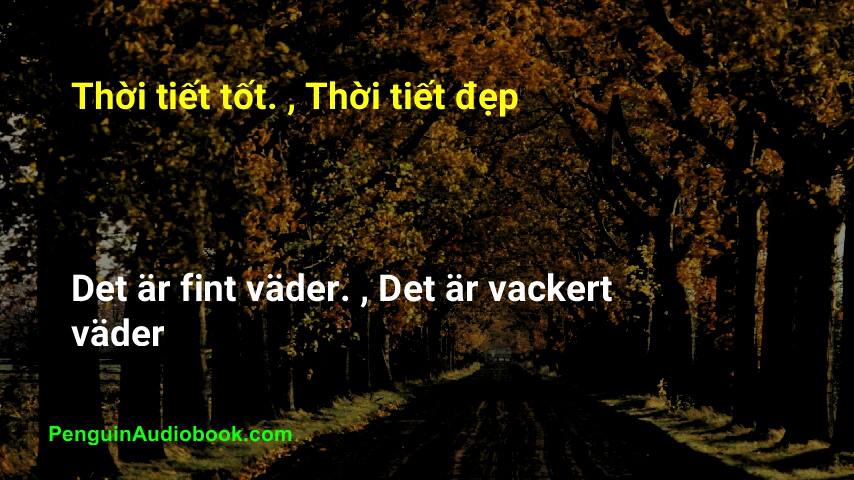 Thời tiết tốt. , Thời tiết đẹp
Det är fint väder. , Det är vackert
väder
PenguinAudiobook.com